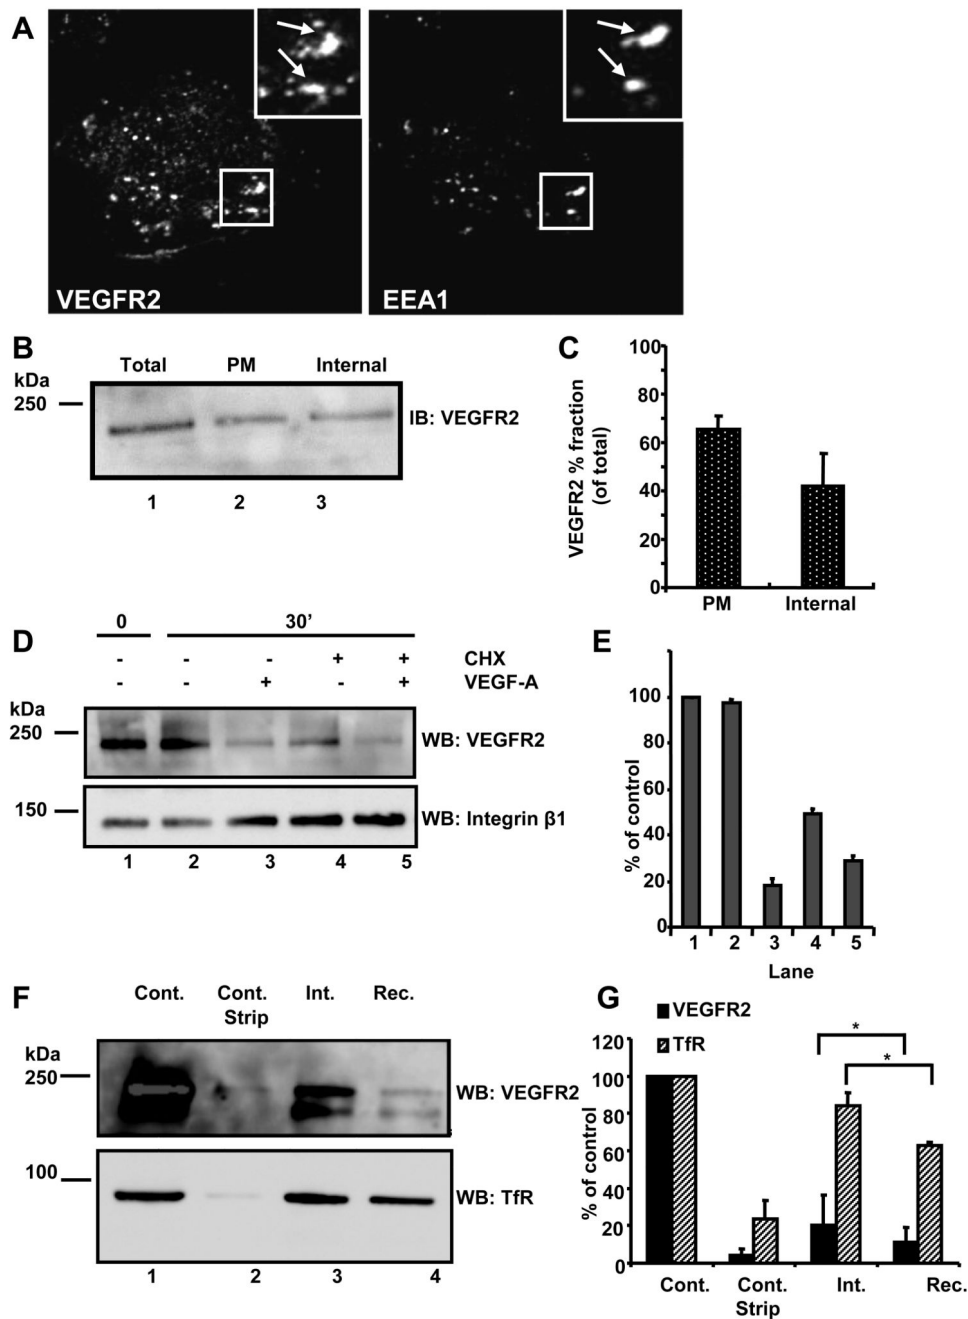 A
VEGFR2
EEA1
B
Total PM Internal
kDa
250
IB: VEGFR2
1 2 3
C
VEGFR2 % fraction
(of total)
100
80
60
40
20
0
PM Internal
D
0 30’
- - - + + CHX
- - + - + VEGF-A
kDa
250
WB: VEGFR2
150
WB: Integrin β1
1 2 3 4 5
E
% of control
100
80
60
40
20
0
1 2 3 4 5
Lane
F
Cont. Cont. Int. Rec.
Strip
kDa
250
WB: VEGFR2
100
WB: TfR
1 2 3 4
G
VEGFR2
TfR
* *
% of control
120
100
80
60
40
20
0
Cont. Cont. Int. Rec.
Strip